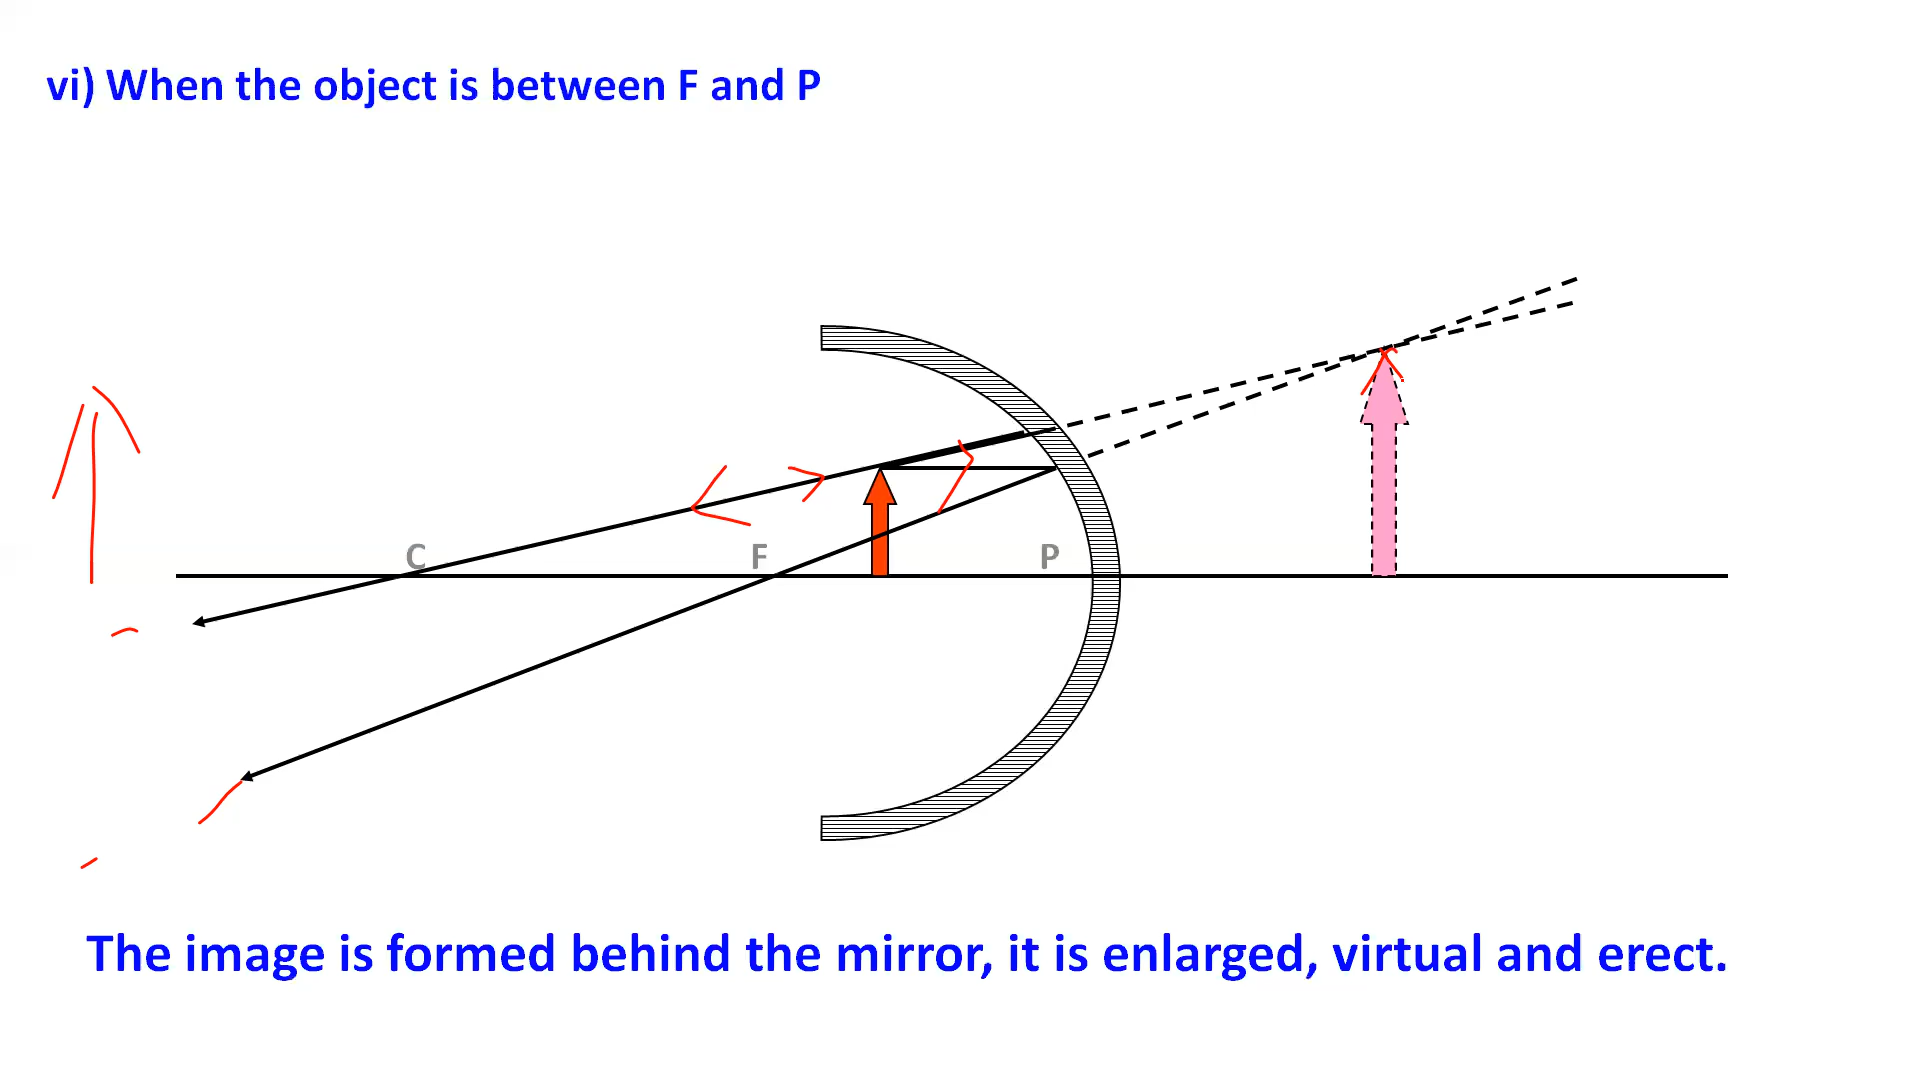 vi) When the object is between F and P
C
F
P
The image is formed behind the mirror, it is enlarged, virtual and erect.